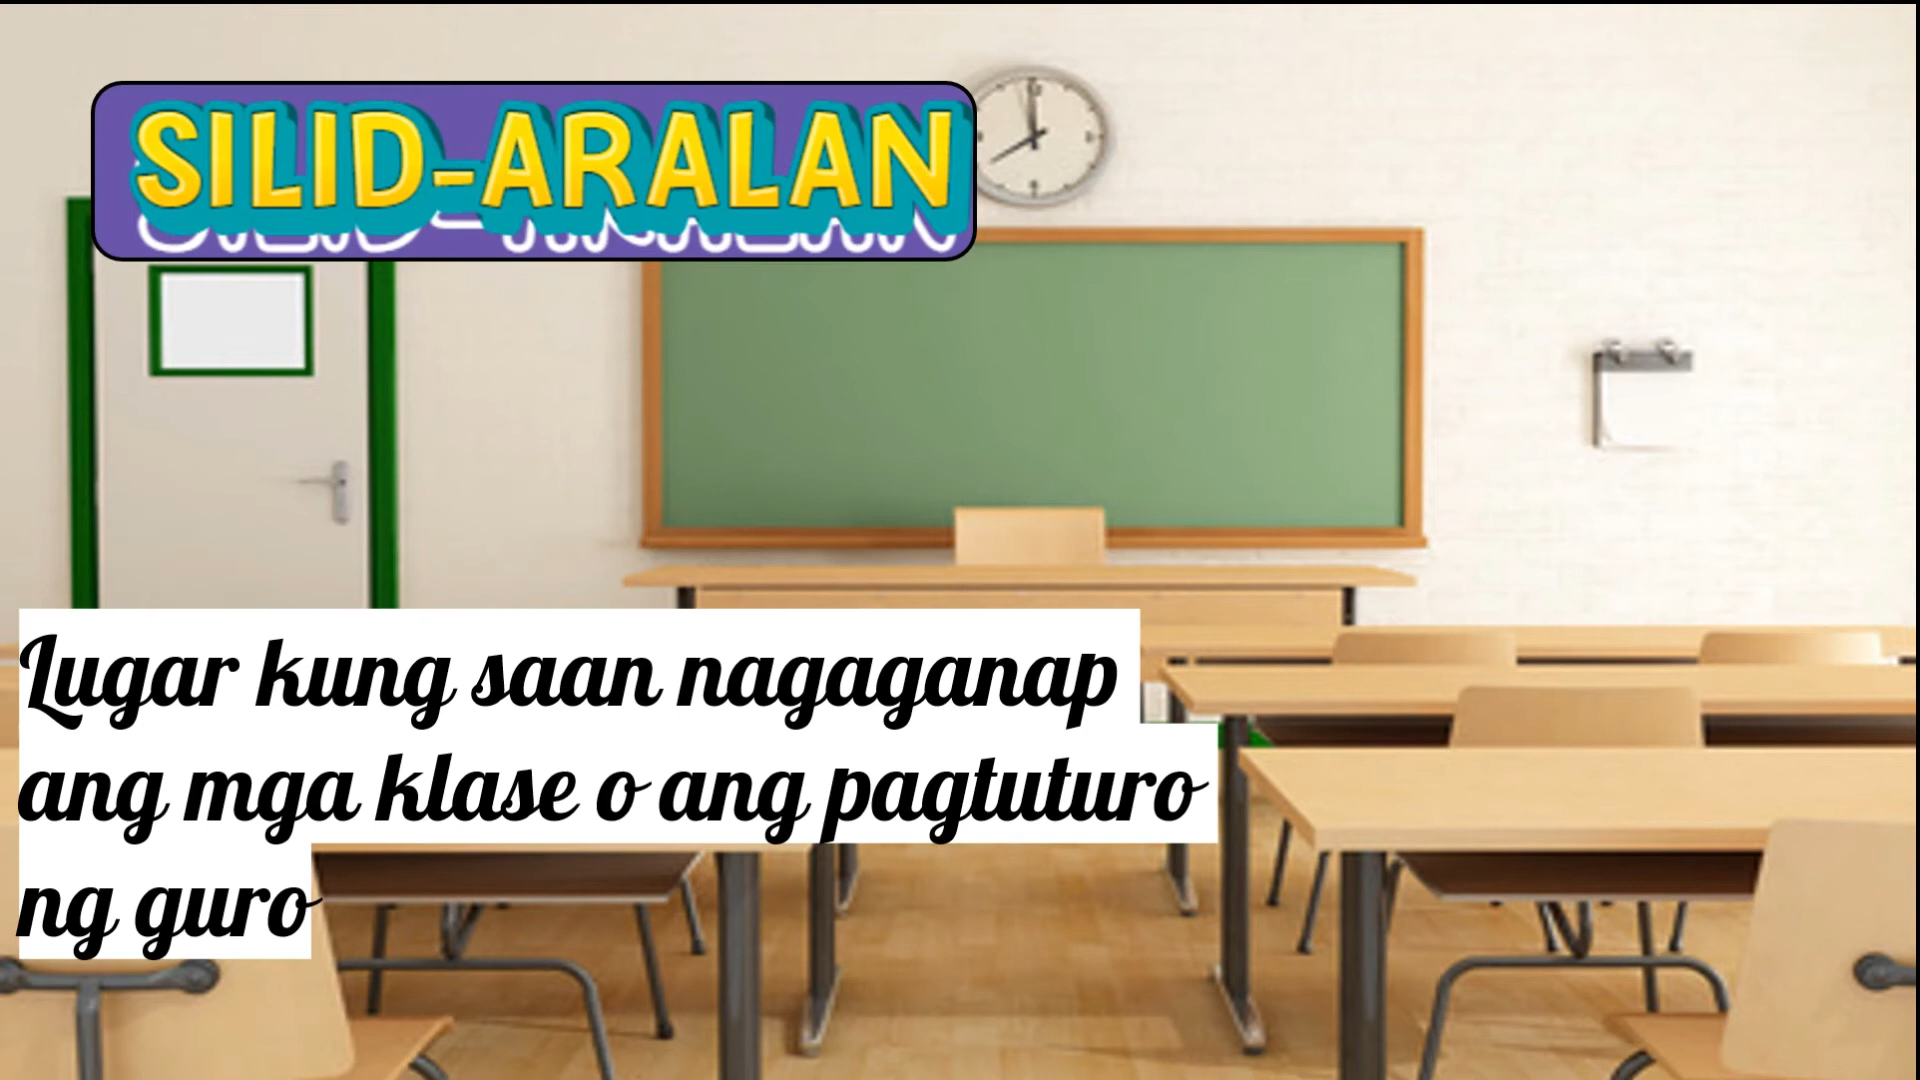 SILID-ARALAN
Lugar kung saan nagaganap
ang mga klase o ang pagtuturo
ng guro